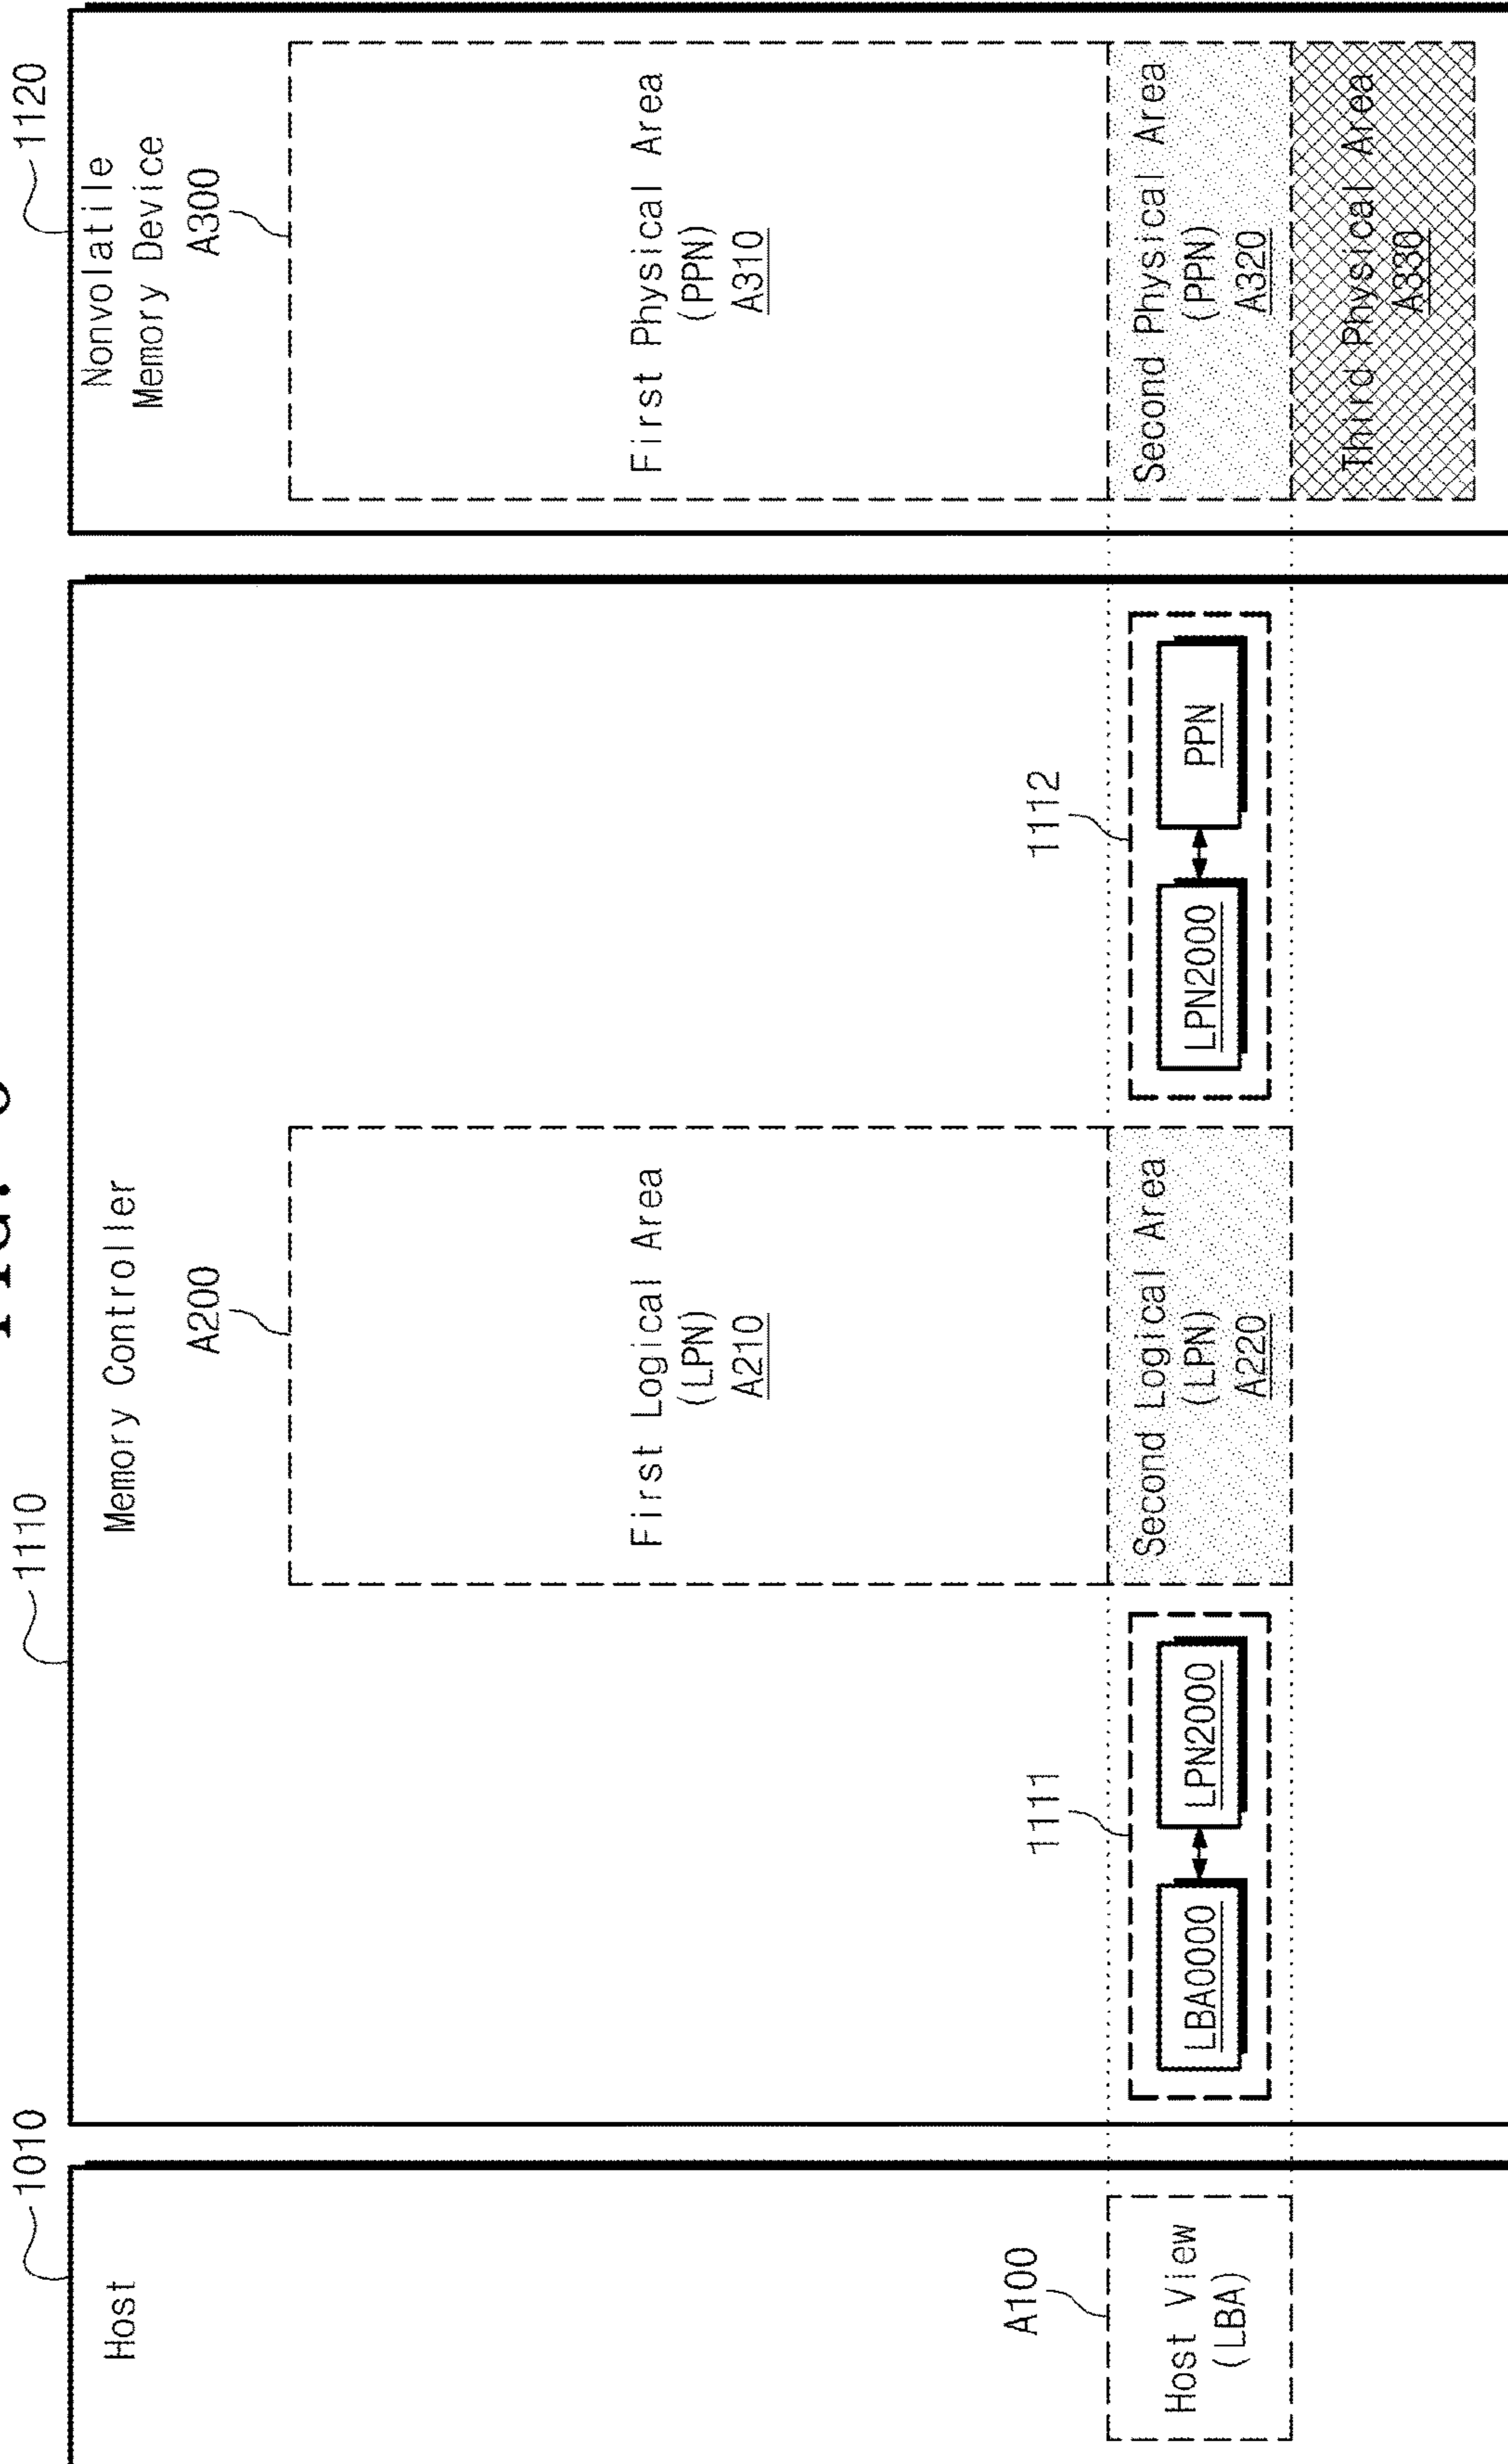 FIG.
1010
Host
A100
Host View
(LBA)
1110
Memory Controller
1111
LBA0000
LPN2000
A200
First Logical Area
(LPN)
A210
Second Logical Area
(LPN)
A220
1112
LPN2000
PPN
1120
Nonvolatile
Memory Device
A300
First Physical Area
(PPN)
A310
Second Physical Area
(PPN)
A320
Third Physical Area
A330